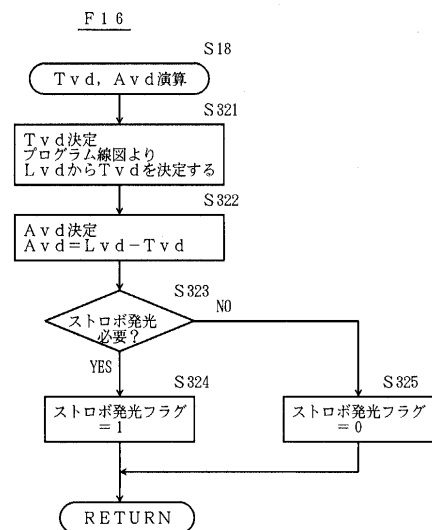 F16
S18
Tvd，Avd演算
S321
Tvd決定
プログラム線図より
LvdからTvdを決定する
S322
Avd決定
Avd＝Lvd－Tvd
S323
ストロボ発光
必要？
NO
YES
S324
ストロボ発光フラグ
＝1
S325
ストロボ発光フラグ
＝0
RETURN